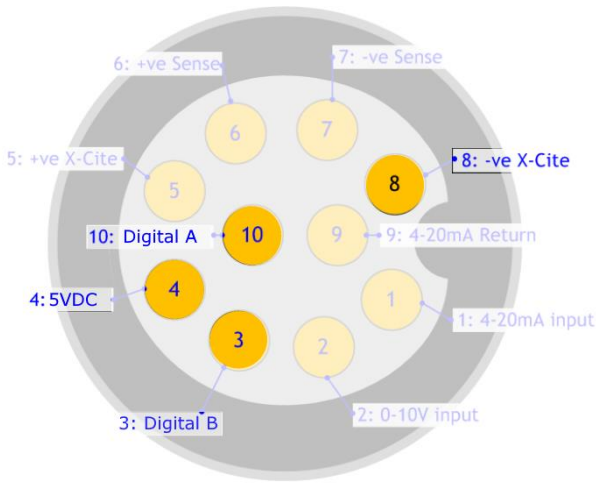 6: +ve Sense
7: -ve Sense
5: +ve X-Cite
8: -ve X-Cite
6
7
5
8
10: Digital A
10
9
9: 4-20mA Return
4:5VDC
4
1
1: 4-20mA input
3
2
3: Digital B
2: 0-10V input